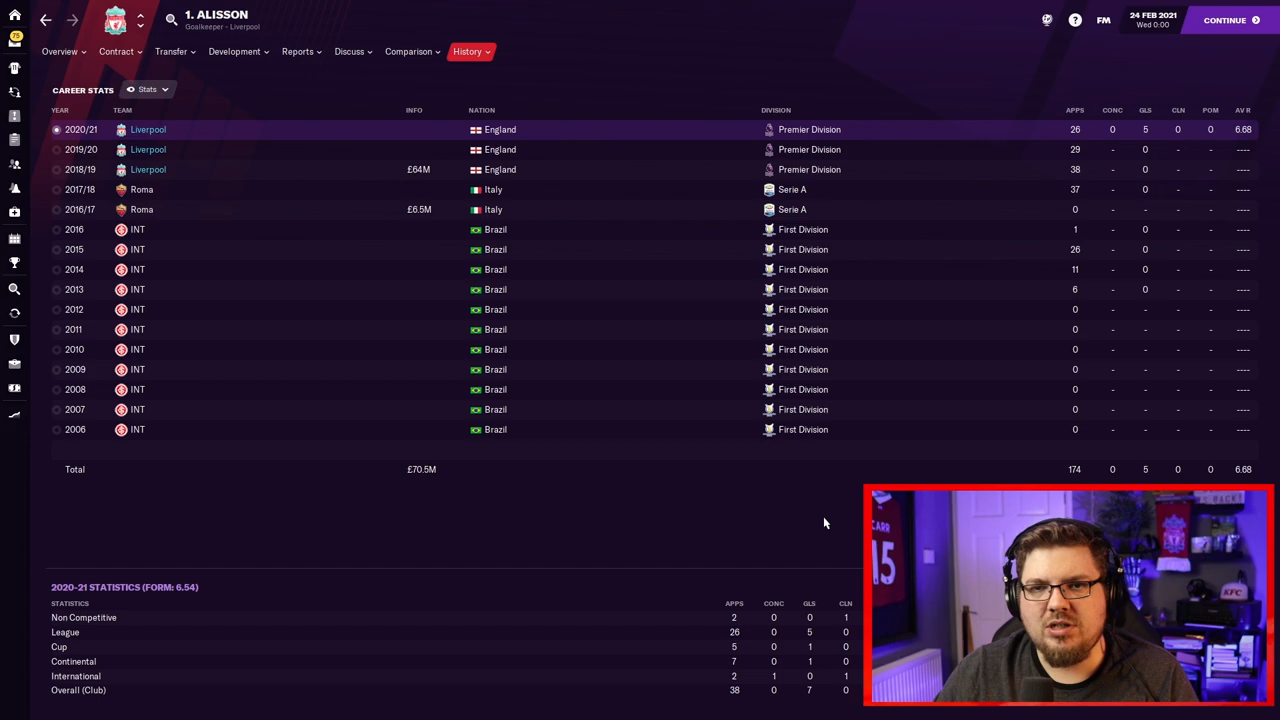 1. ALISSON
Goalkeeper - Liverpool
75
FM
24 FEB 2021
Wed 0:00
CONTINUE
Overview Contract Transfer Development Reports Discuss Comparison History
CAREER STATS Stats
YEAR TEAM INFO NATION DIVISION APPS CONC GLS CLN POM AV R
2020/21 Liverpool England Premier Division 26 0 5 0 0 6.68
2019/20 Liverpool England Premier Division 29 - 0 - - ----
2018/19 Liverpool £64M England Premier Division 38 - 0 - - ----
2017/18 Roma Italy Serie A 37 - 0 - - ----
2016/17 Roma £6.5M Italy Serie A 0 - 0 - - ----
2016 INT Brazil First Division 1 - 0 - - ----
2015 INT Brazil First Division 26 - 0 - - ----
2014 INT Brazil First Division 11 - 0 - - ----
2013 INT Brazil First Division 6 - 0 - - ----
2012 INT Brazil First Division 0 - - - - ----
2011 INT Brazil First Division 0 - - - - ----
2010 INT Brazil First Division 0 - - - - ----
2009 INT Brazil First Division 0 - - - - ----
2008 INT Brazil First Division 0 - - - - ----
2007 INT Brazil First Division 0 - - - - ----
2006 INT Brazil First Division 0 - - - - ----
Total £70.5M 174 0 5 0 0 6.68
2020-21 STATISTICS (FORM: 6.54)
STATISTICS APPS CONC GLS CLN
Non Competitive 2 0 0 1
League 26 0 5 0
Cup 5 0 1 0
Continental 7 0 1 0
International 2 1 0 1
Overall (Club) 38 0 7 0
CARR
15
IS BACK!
KFC